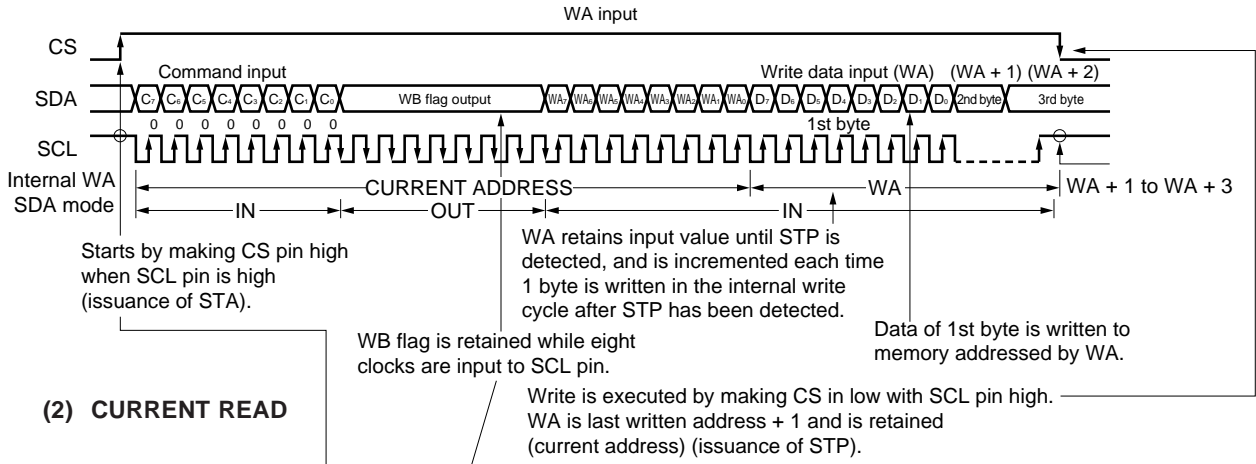 WA input
CS
Command input
Write data input (WA) (WA + 1) (WA + 2)
SDA C7 C6 C5 C4 C3 C2 C1 C0 WB flag output WA7 WA6 WA5 WA4 WA3 WA2 WA1 WA0 D7 D6 D5 D4 D3 D2 D1 D0 2nd byte 3rd byte
0 0 0 0 0 0 0 0 1st byte
SCL
Internal WA CURRENT ADDRESS WA WA + 1 to WA + 3
SDA mode IN OUT IN
Starts by making CS pin high
when SCL pin is high
(issuance of STA).
WA retains input value until STP is
detected, and is incremented each time
1 byte is written in the internal write
cycle after STP has been detected.
WB flag is retained while eight
clocks are input to SCL pin.
Data of 1st byte is written to
memory addressed by WA.
Write is executed by making CS in low with SCL pin high.
WA is last written address + 1 and is retained
(current address) (issuance of STP).
(2) CURRENT READ